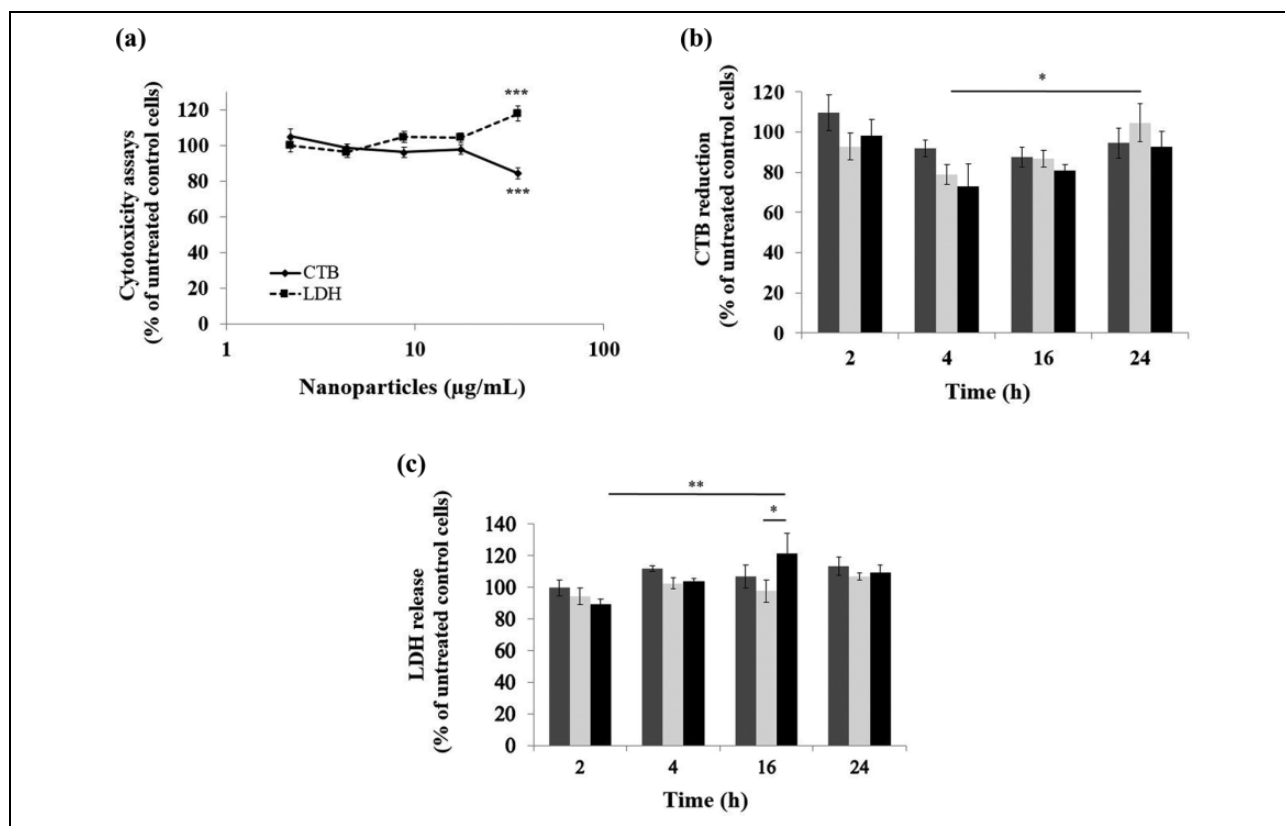 (a)
Cytotoxicity assays
(% of untreated control cells)
120
100
80
60
40
20
0
***
***
CTB
LDH
1
10
100
Nanoparticles (µg/mL)
(b)
CTB reduction
(% of untreated control cells)
120
100
80
60
40
20
0
*
2
4
16
24
Time (h)
(c)
LDH release
(% of untreated control cells)
140
120
100
80
60
40
20
0
**
*
2
4
16
24
Time (h)